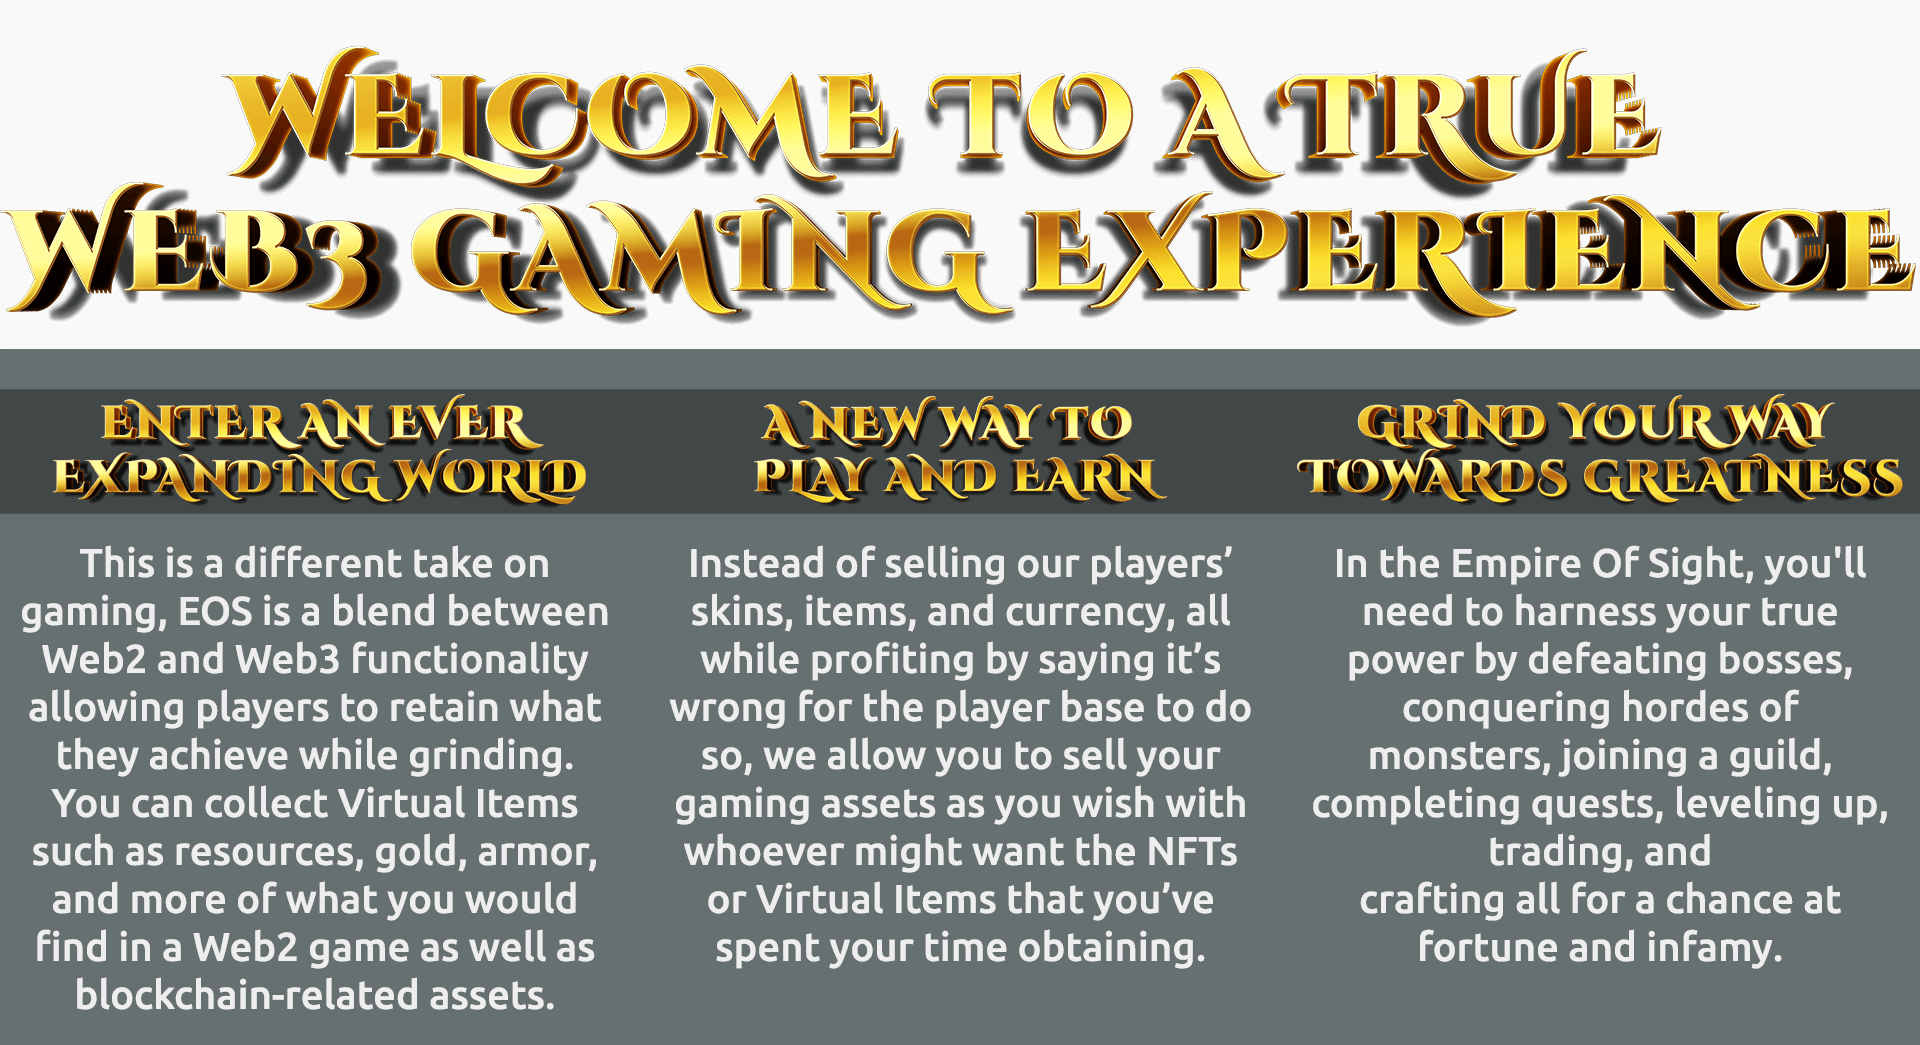 WELCOME TO A TRUE
WEB3 GAMING EXPERIENCE
ENTER AN EVER
EXPANDING WORLD
This is a different take on
gaming, EOS is a blend between
Web2 and Web3 functionality
allowing players to retain what
they achieve while grinding.
You can collect Virtual Items
such as resources, gold, armor,
and more of what you would
find in a Web2 game as well as
blockchain-related assets.
A NEW WAY TO
PLAY AND EARN
Instead of selling our players’
skins, items, and currency, all
while profiting by saying it’s
wrong for the player base to do
so, we allow you to sell your
gaming assets as you wish with
whoever might want the NFTs
or Virtual Items that you’ve
spent your time obtaining.
GRIND YOUR WAY
TOWARDS GREATNESS
In the Empire Of Sight, you'll
need to harness your true
power by defeating bosses,
conquering hordes of
monsters, joining a guild,
completing quests, leveling up,
trading, and
crafting all for a chance at
fortune and infamy.